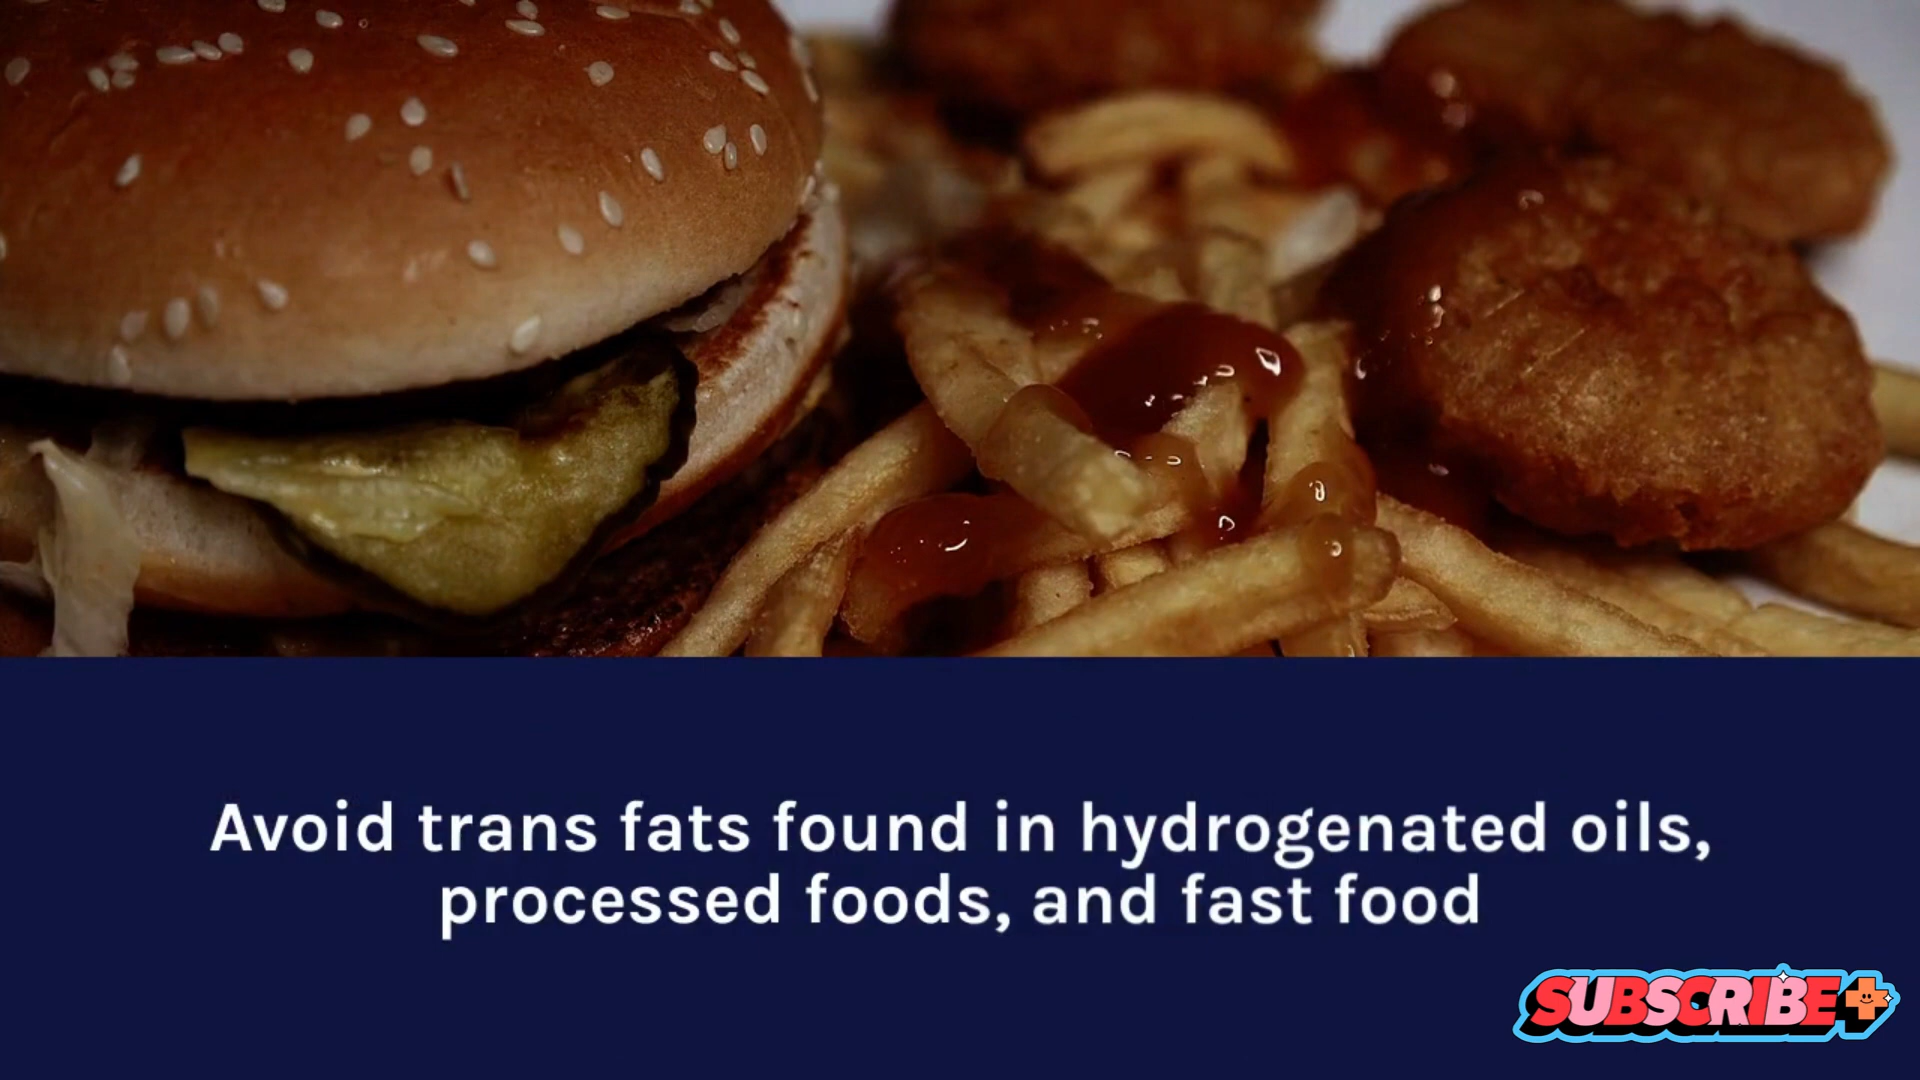 Avoid trans fats found in hydrogenated oils,
processed foods, and fast food
SUBSCRIBE